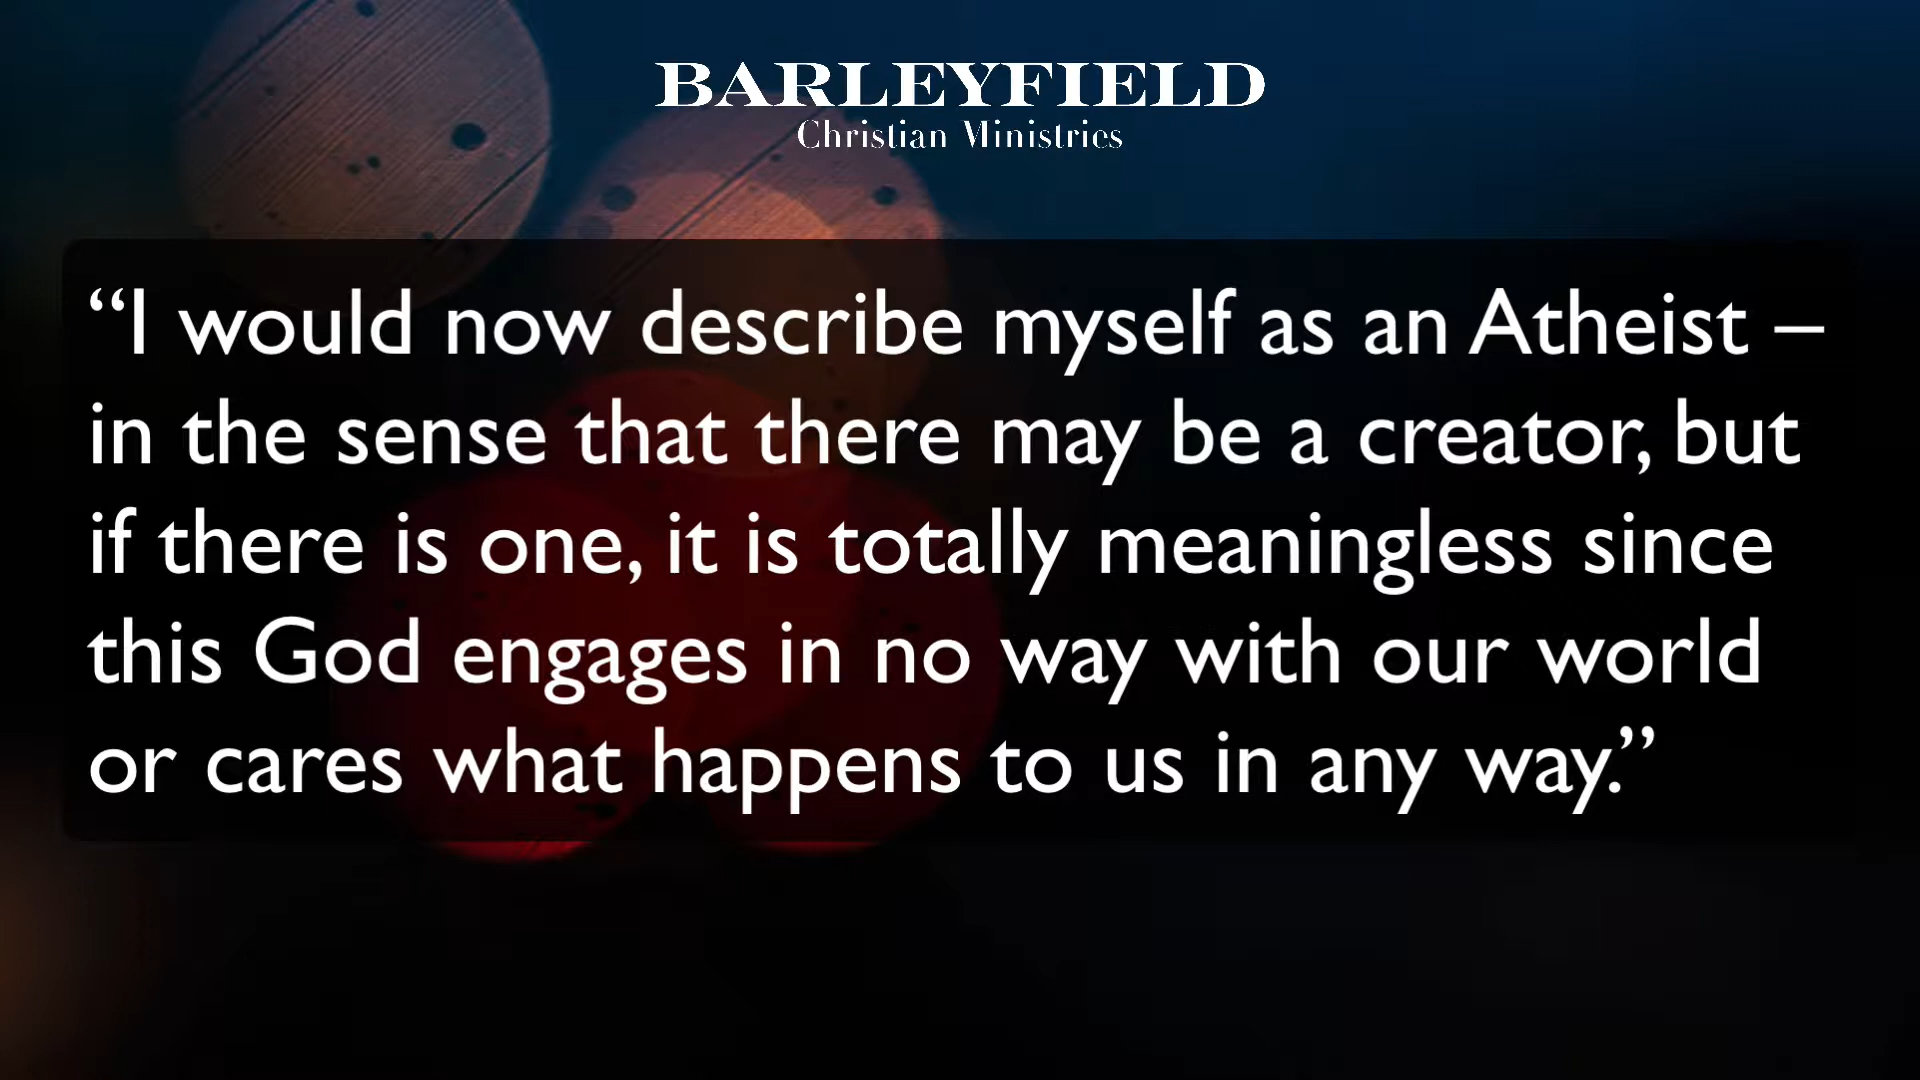 BARLEYFIELD
Christian Ministries
“I would now describe myself as an Atheist –
in the sense that there may be a creator, but
if there is one, it is totally meaningless since
this God engages in no way with our world
or cares what happens to us in any way.”